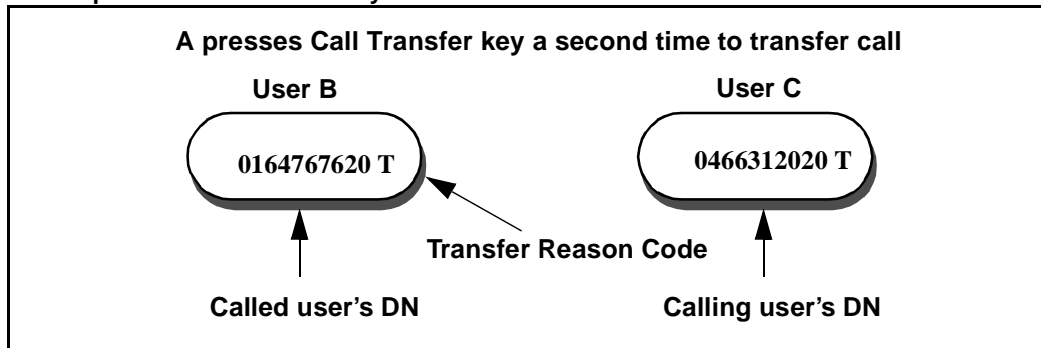 A presses Call Transfer key a second time to transfer call
User B
User C
0164767620 T
0466312020 T
Transfer Reason Code
Called user’s DN
Calling user’s DN